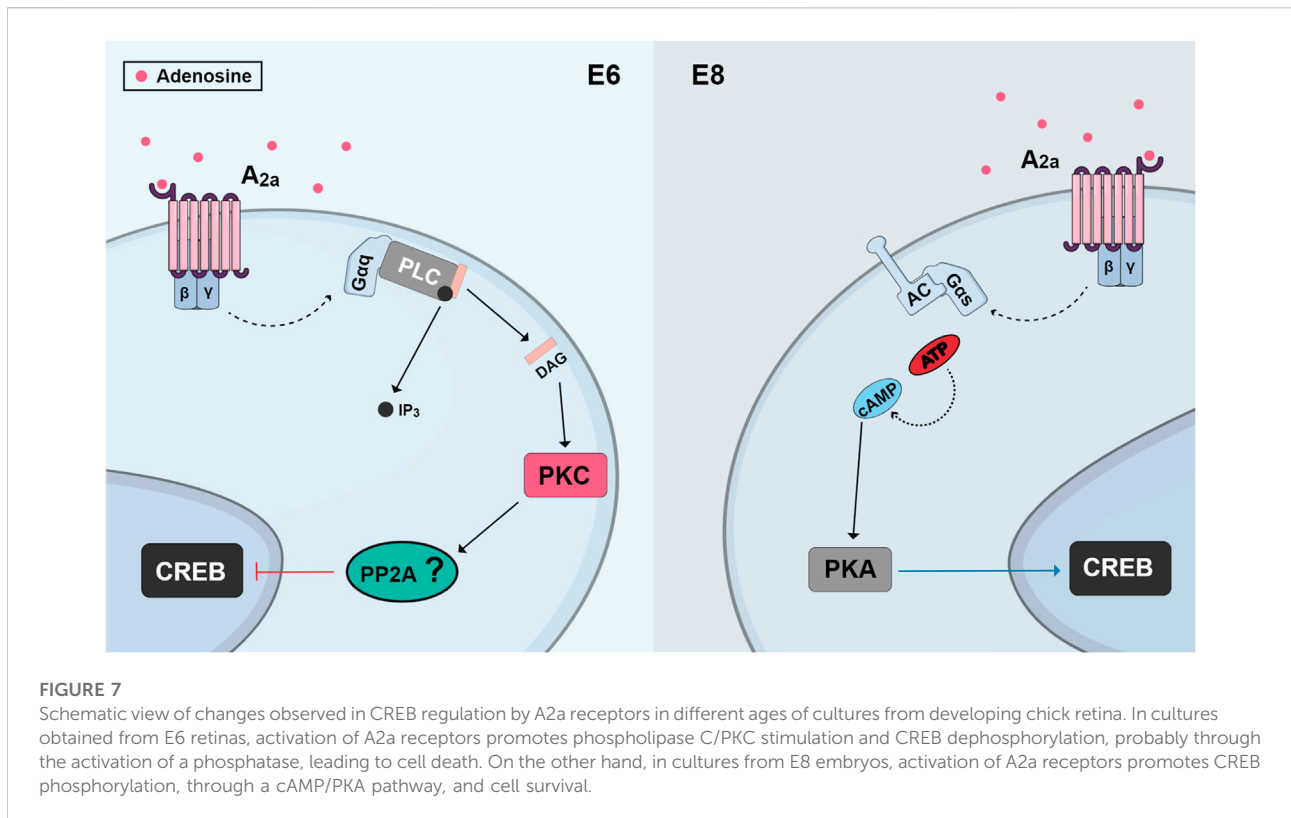 Adenosine
E6
A2a
Gαq
PLC
β γ
DAG
IP3
PKC
CREB
PP2A ?
E8
A2a
AC
Gαs
β γ
ATP
cAMP
PKA
CREB
FIGURE 7
Schematic view of changes observed in CREB regulation by A2a receptors in different ages of cultures from developing chick retina. In cultures
obtained from E6 retinas, activation of A2a receptors promotes phospholipase C/PKC stimulation and CREB dephosphorylation, probably through
the activation of a phosphatase, leading to cell death. On the other hand, in cultures from E8 embryos, activation of A2a receptors promotes CREB
phosphorylation, through a cAMP/PKA pathway, and cell survival.